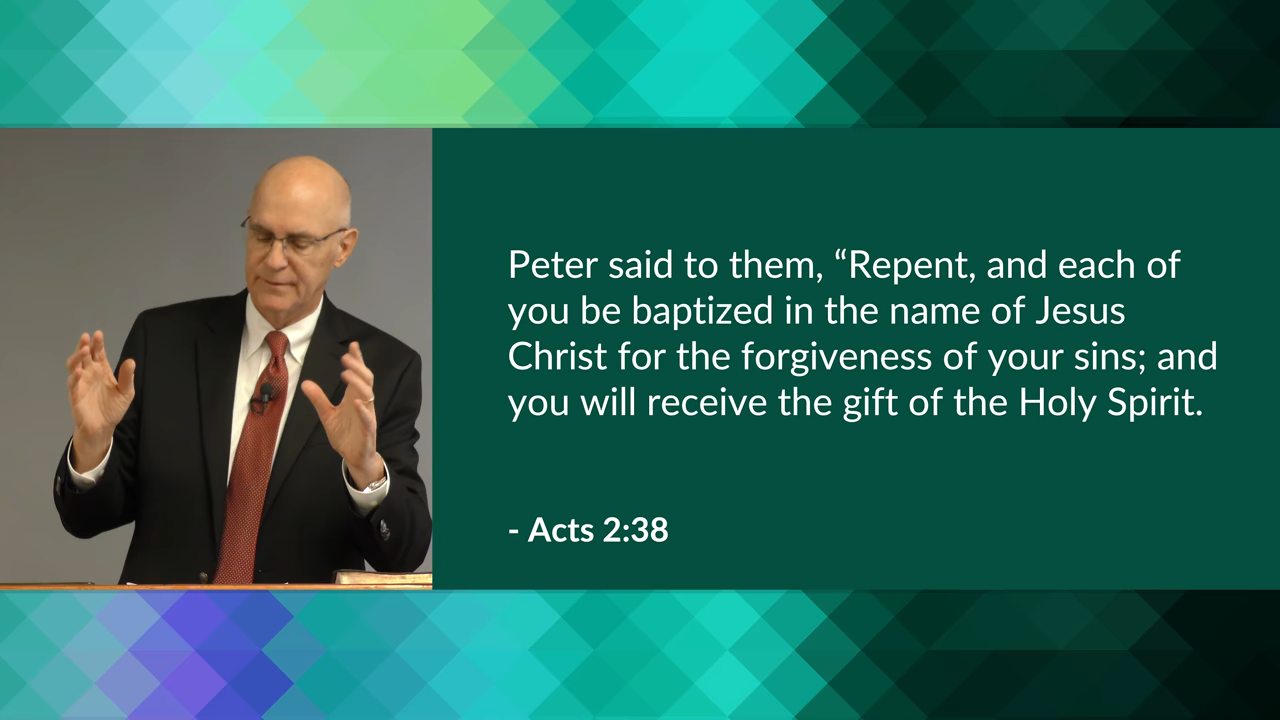 Peter said to them, “Repent, and each of
you be baptized in the name of Jesus
Christ for the forgiveness of your sins; and
you will receive the gift of the Holy Spirit.
- Acts 2:38